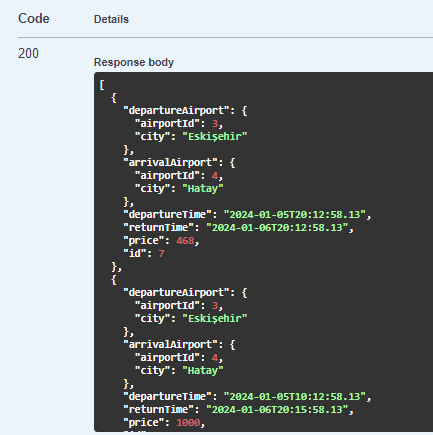 Code Details
200
Response body
[
  {
    "departureAirport": {
      "airportId": 3,
      "city": "Eskişehir"
    },
    "arrivalAirport": {
      "airportId": 4,
      "city": "Hatay"
    },
    "departureTime": "2024-01-05T20:12:58.13",
    "returnTime": "2024-01-06T20:12:58.13",
    "price": 468,
    "id": 7
  },
  {
    "departureAirport": {
      "airportId": 3,
      "city": "Eskişehir"
    },
    "arrivalAirport": {
      "airportId": 4,
      "city": "Hatay"
    },
    "departureTime": "2024-01-05T10:12:58.13",
    "returnTime": "2024-01-06T20:15:58.13",
    "price": 1000,